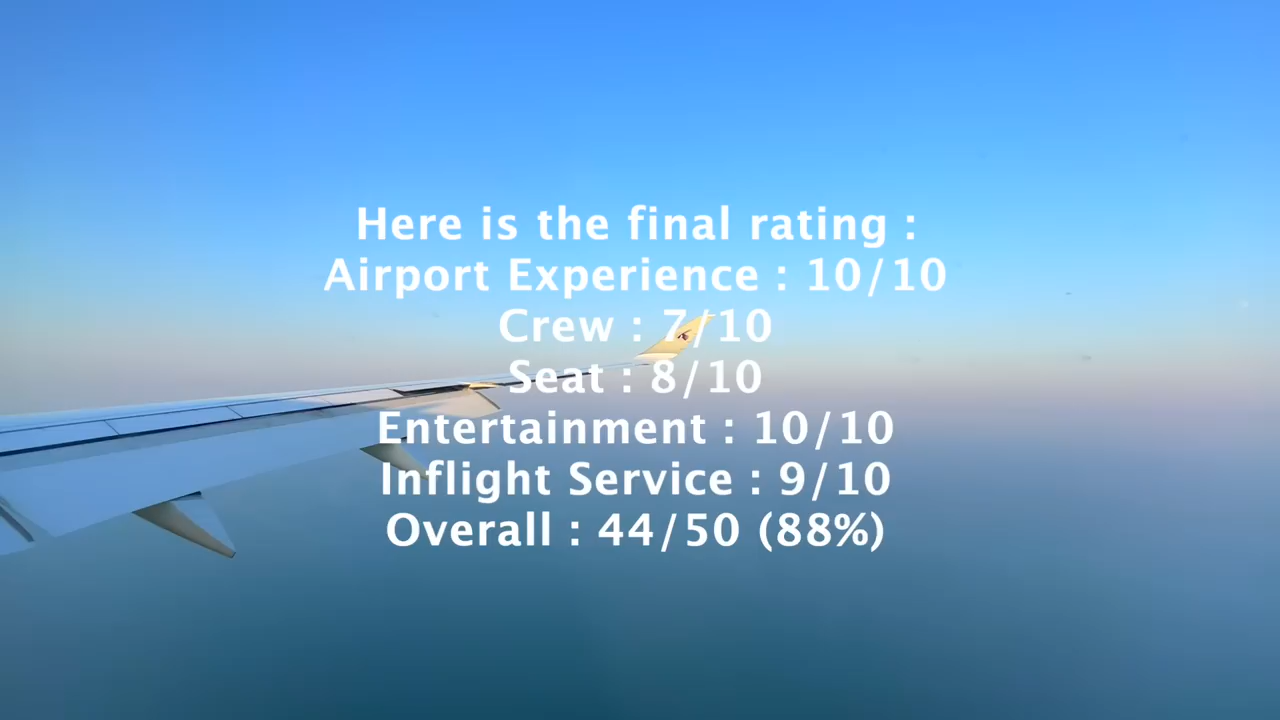 Here is the final rating :
Airport Experience : 10/10
Crew : 7/10
Seat : 8/10
Entertainment : 10/10
Inflight Service : 9/10
Overall : 44/50 (88%)